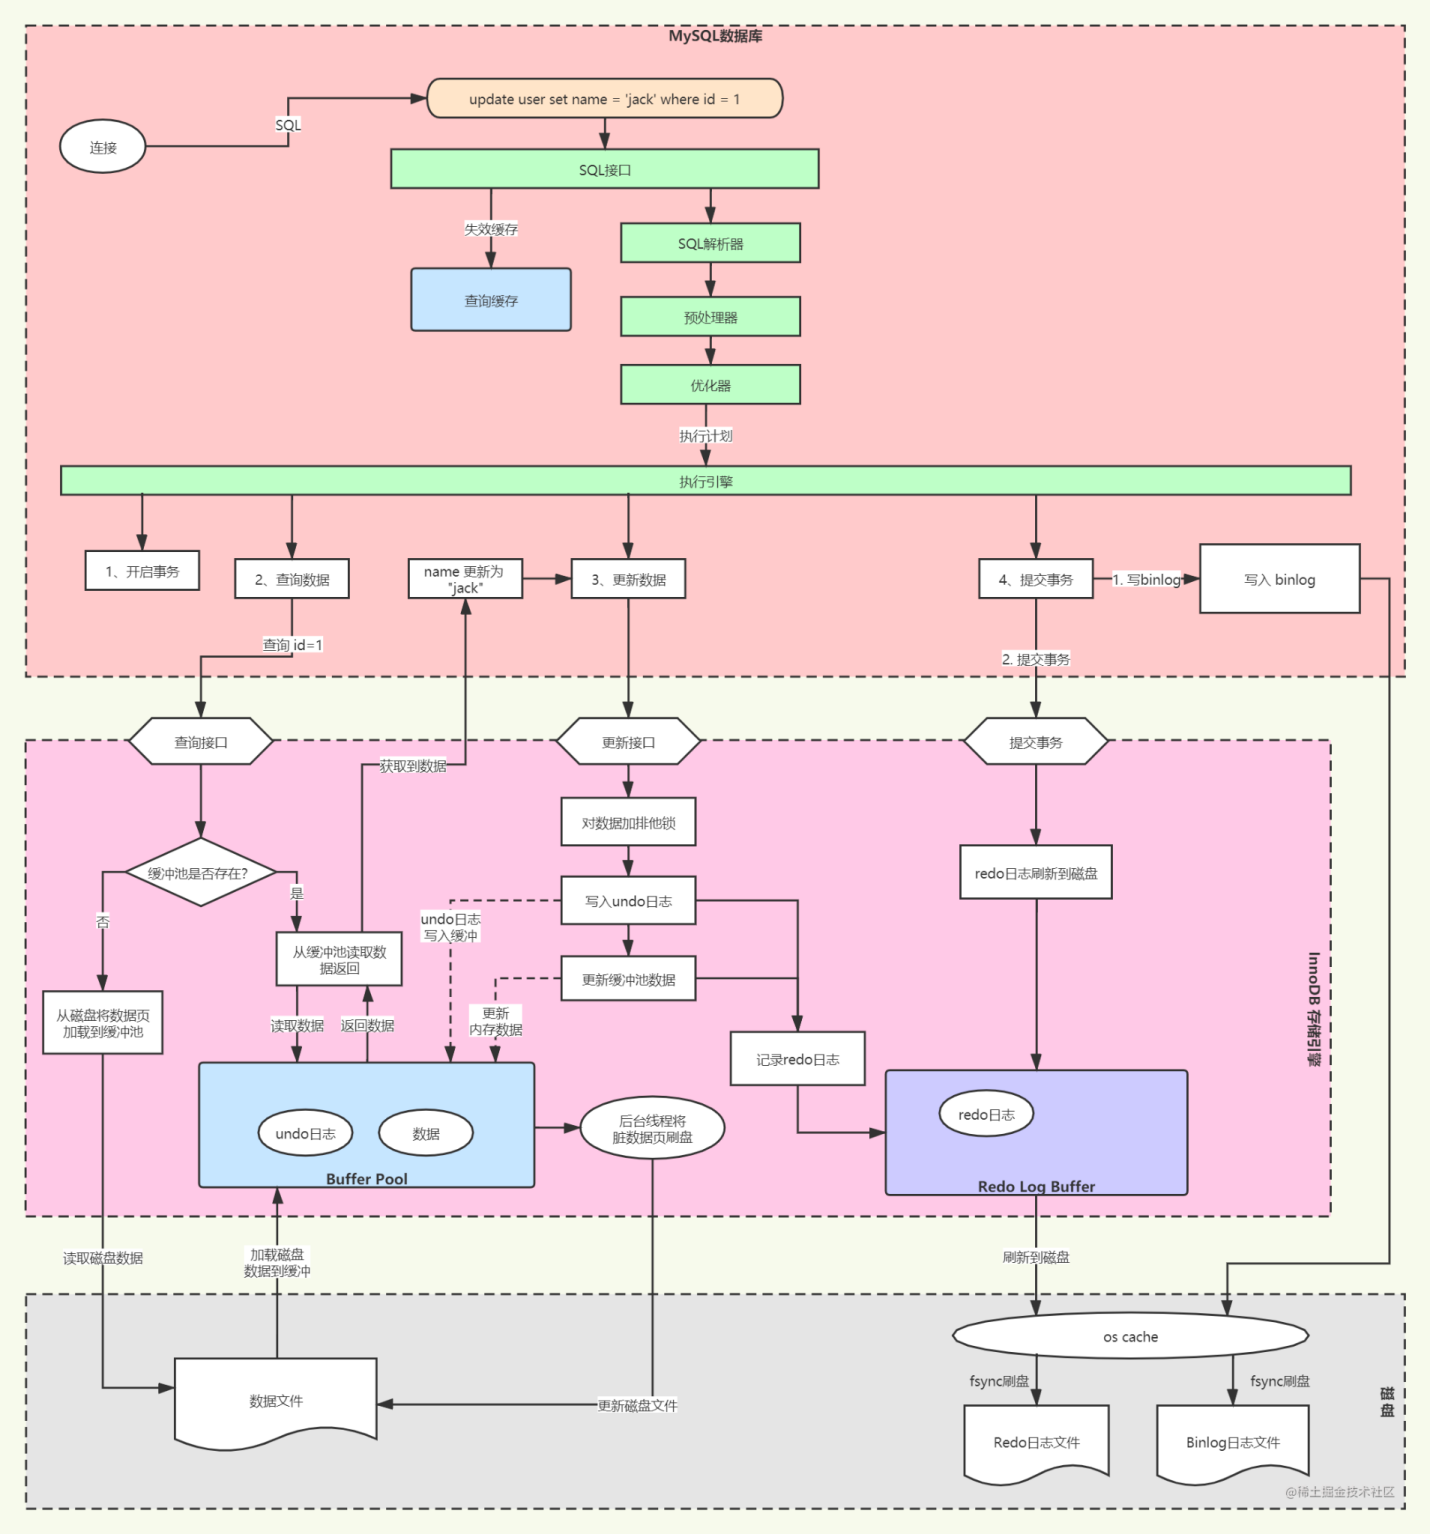 MySQL数据库
update user set name = 'jack' where id = 1
SQL
连接
SQL接口
失效缓存
SQL解析器
查询缓存
预处理器
优化器
执行计划
执行引擎
1、开启事务
2、查询数据
name 更新为
"jack"
3、更新数据
4、提交事务
1. 写binlog
写入 binlog
查询 id=1
2. 提交事务
查询接口
更新接口
提交事务
获取到数据
对数据加排他锁
缓冲池是否存在?
redo日志刷新到磁盘
是
否
写入undo日志
undo日志
写入缓冲
从缓冲池读取数
据返回
更新缓冲池数据
InnoDB 存储引擎
从磁盘将数据页
加载到缓冲池
读取数据
返回数据
更新
内存数据
记录redo日志
undo日志
数据
Buffer Pool
后台线程将
脏数据页刷盘
redo日志
Redo Log Buffer
读取磁盘数据
加载磁盘
数据到缓冲
刷新到磁盘
os cache
fsync刷盘
fsync刷盘
数据文件
更新磁盘文件
磁盘
Redo日志文件
Binlog日志文件
@稀土掘金技术社区